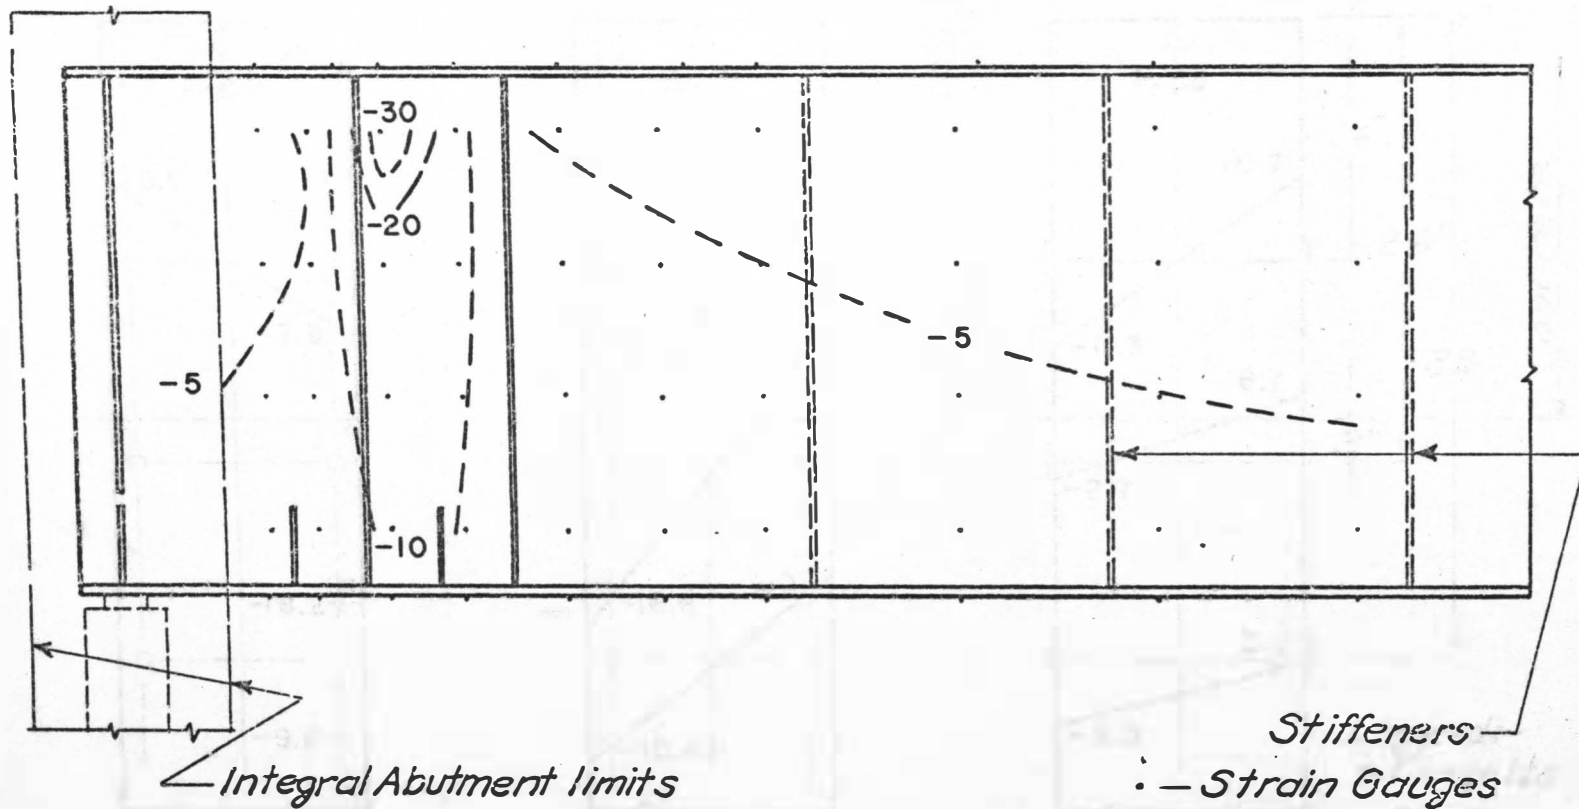 -30
-20
-5
-5
-10
Stiffeners
Integral Abutment limits
• - Strain Gauges